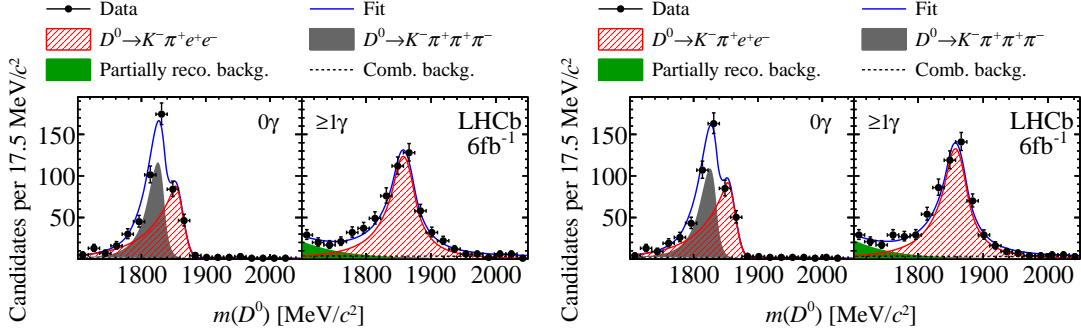 Data
Fit
D⁰→K⁻π⁺e⁺e⁻
D⁰→K⁻π⁺π⁺π⁻
Partially reco. backg.
Comb. backg.
Candidates per 17.5 MeV/c²
150
100
50
0γ
≥1γ
LHCb
6fb⁻¹
1800
1900
2000
1800
1900
2000
m(D⁰) [MeV/c²]
Data
Fit
D⁰→K⁻π⁺e⁺e⁻
D⁰→K⁻π⁺π⁺π⁻
Partially reco. backg.
Comb. backg.
Candidates per 17.5 MeV/c²
150
100
50
0γ
≥1γ
LHCb
6fb⁻¹
1800
1900
2000
1800
1900
2000
m(D⁰) [MeV/c²]